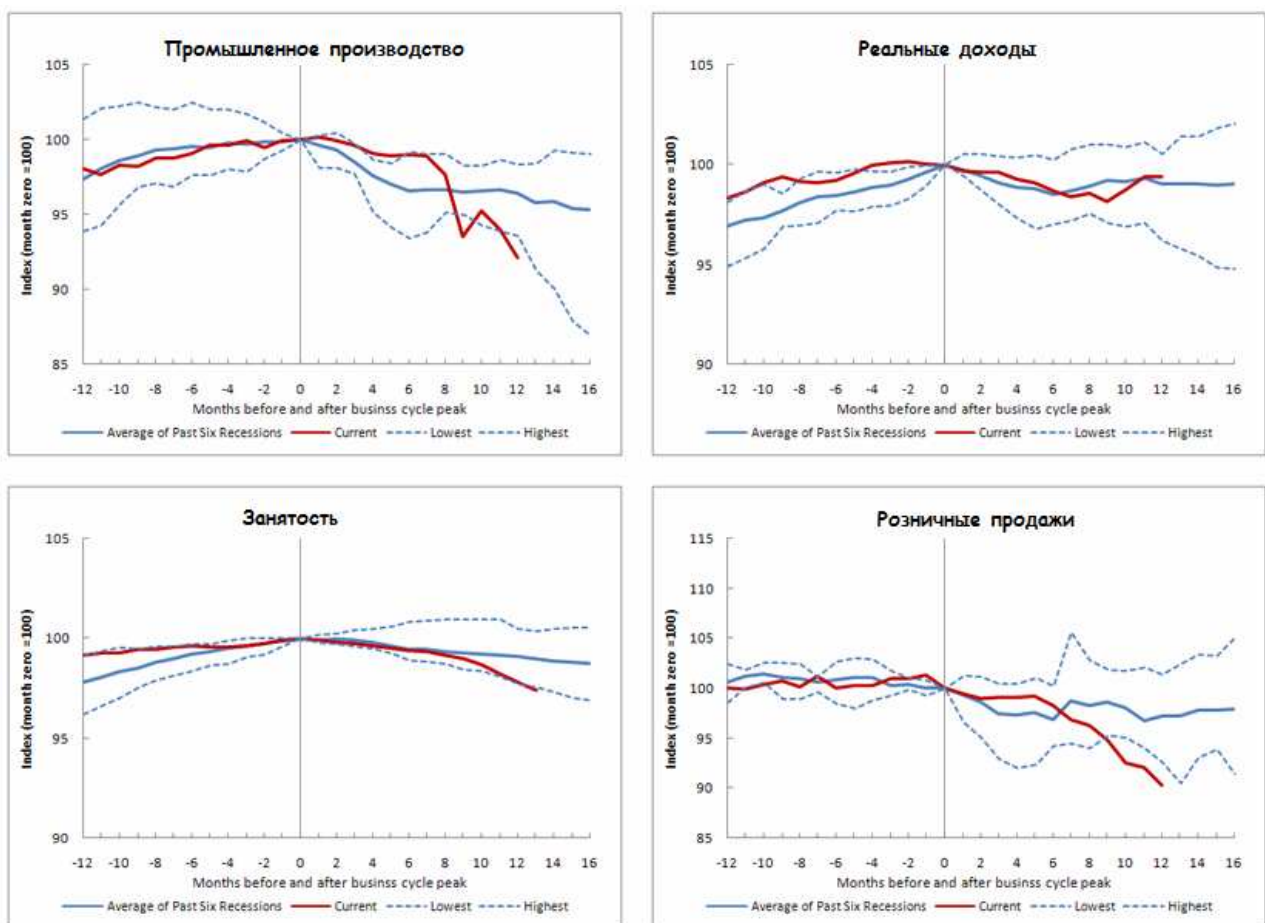 Промышленное производство
105
100
95
90
85
Index (month zero =100)
-12 -10 -8 -6 -4 -2 0 2 4 6 8 10 12 14 16
Months before and after businss cycle peak
Average of Past Six Recessions Current Lowest Highest
Реальные доходы
105
100
95
90
Index (month zero =100)
-12 -10 -8 -6 -4 -2 0 2 4 6 8 10 12 14 16
Months before and after businss cycle peak
Average of Past Six Recessions Current Lowest Highest
Занятость
105
100
95
90
Index (month zero =100)
-12 -10 -8 -6 -4 -2 0 2 4 6 8 10 12 14 16
Months before and after businss cycle peak
Average of Past Six Recessions Current Lowest Highest
Розничные продажи
115
110
105
100
95
90
85
Index (month zero =100)
-12 -10 -8 -6 -4 -2 0 2 4 6 8 10 12 14 16
Months before and after businss cycle peak
Average of Past Six Recessions Current Lowest Highest